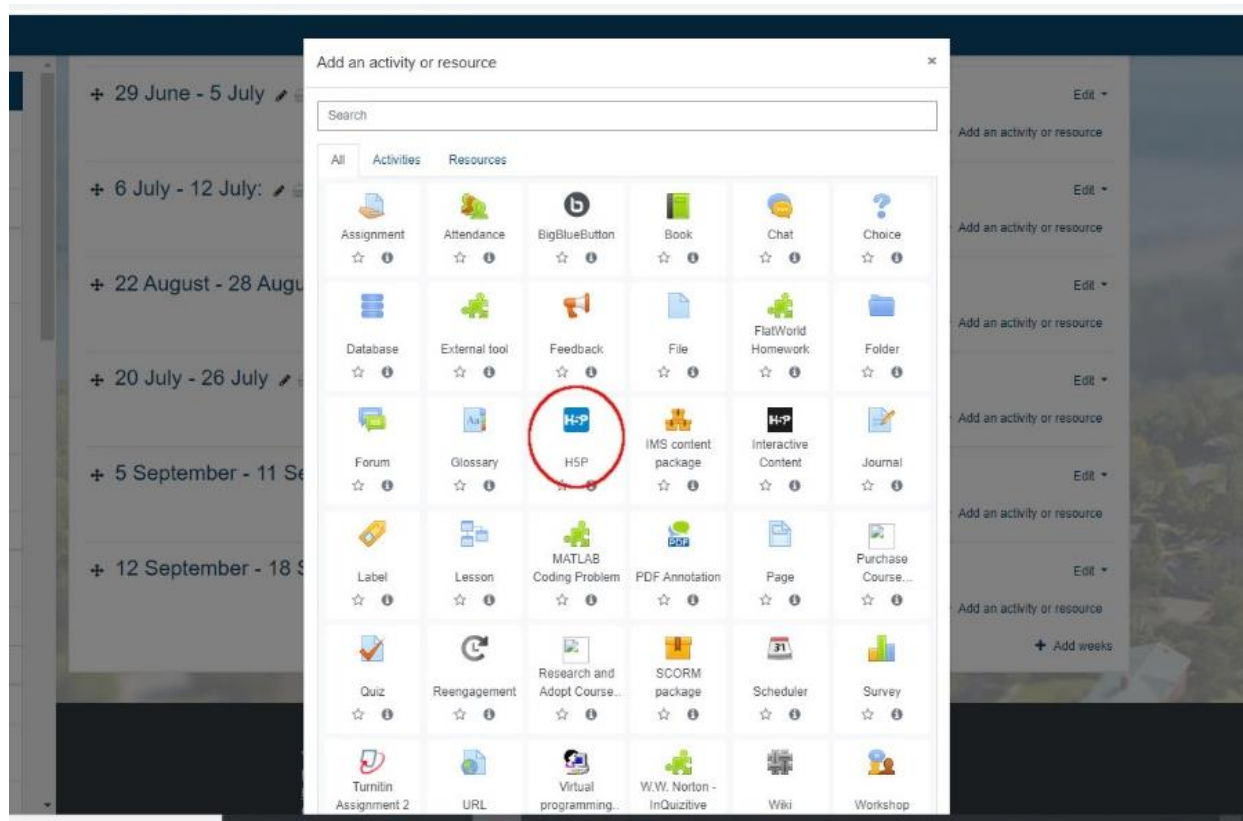 Add an activity or resource ×
Search
All Activities Resources
Assignment Attendance BigBlueButton Book Chat Choice
Database External tool Feedback File FlatWorld Homework Folder
Forum Glossary H5P IMS content package Interactive Content Journal
Label Lesson MATLAB Coding Problem PDF Annotation Page Purchase Course...
Quiz Reengagement Research and Adopt Course... SCORM package Scheduler Survey
Turnitin Assignment 2 URL Virtual programming... W.W. Norton - InQuizitive Wiki Workshop
H-P
H-P
Aa
PDF
31
29 June - 5 July
Edit
Add an activity or resource
6 July - 12 July:
Edit
Add an activity or resource
22 August - 28 Augu
Edit
Add an activity or resource
20 July - 26 July
Edit
Add an activity or resource
5 September - 11 Se
Edit
Add an activity or resource
12 September - 18 S
Edit
Add an activity or resource
+ Add weeks